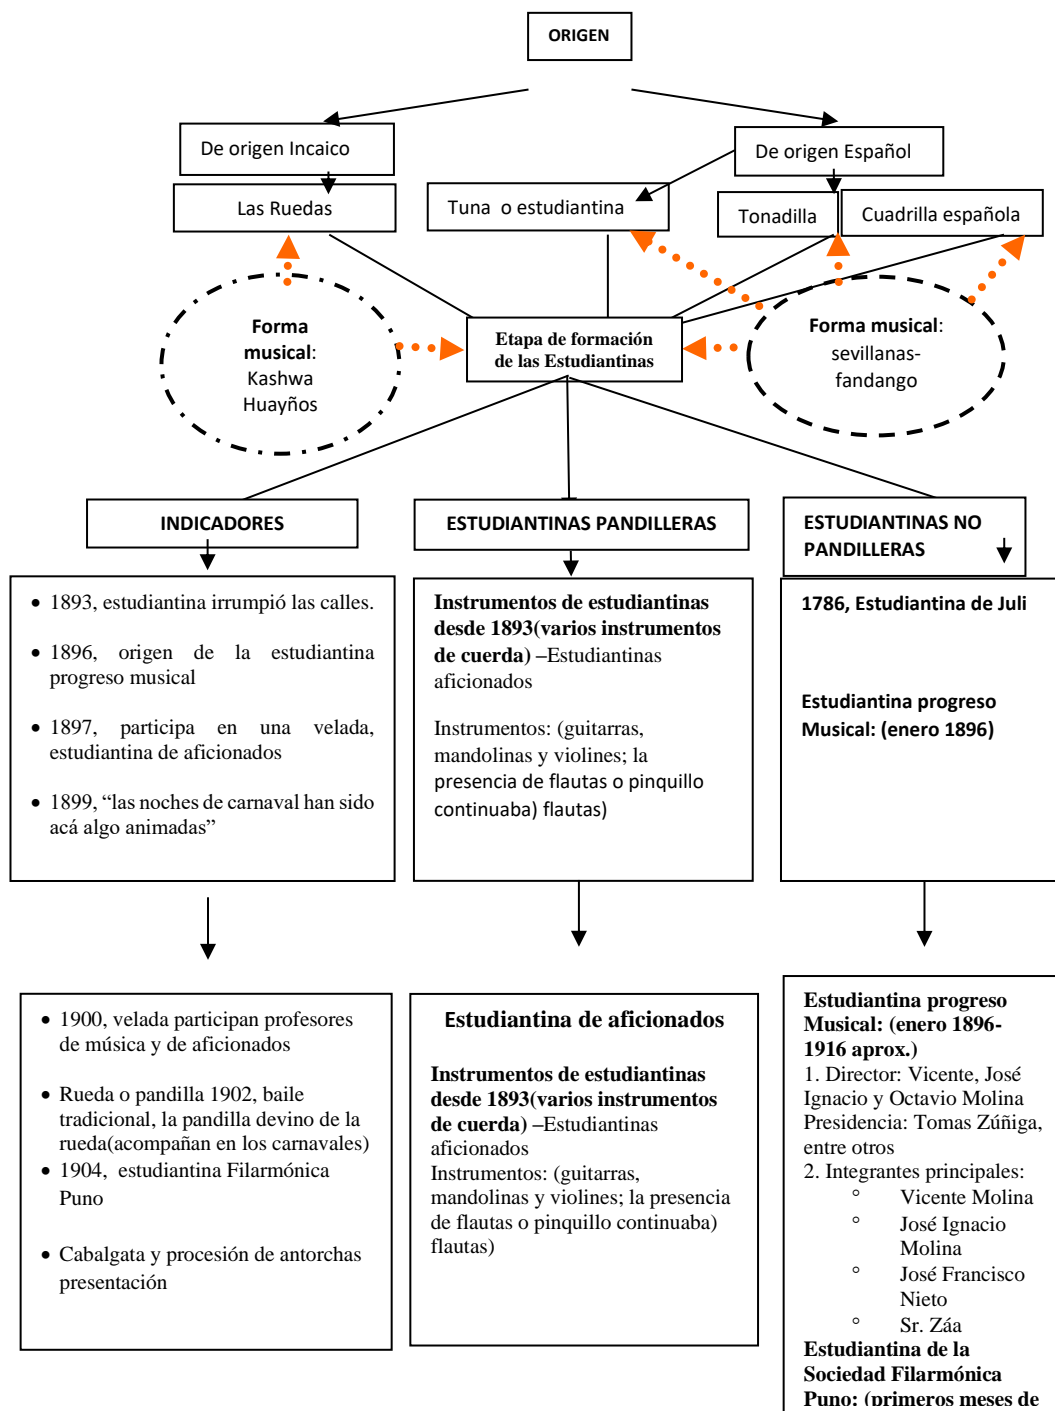 ORIGEN
De origen Incaico
De origen Español
Las Ruedas
Tuna o estudiantina
Tonadilla
Cuadrilla española
Forma
musical:
Kashwa
Huayños
Etapa de formación
de las Estudiantinas
Forma musical:
sevillanas-
fandango
INDICADORES
ESTUDIANTINAS PANDILLERAS
ESTUDIANTINAS NO
PANDILLERAS
• 1893, estudiantina irrumpió las calles.
• 1896, origen de la estudiantina
progreso musical
• 1897, participa en una velada,
estudiantina de aficionados
• 1899, “las noches de carnaval han sido
acá algo animadas”
Instrumentos de estudiantinas
desde 1893(varios instrumentos
de cuerda) –Estudiantinas
aficionados
Instrumentos: (guitarras,
mandolinas y violines; la
presencia de flautas o pinquillo
continuaba) flautas)
1786, Estudiantina de Juli
Estudiantina progreso
Musical: (enero 1896)
• 1900, velada participan profesores
de música y de aficionados
• Rueda o pandilla 1902, baile
tradicional, la pandilla devino de la
rueda(acompañan en los carnavales)
• 1904, estudiantina Filarmónica
Puno
• Cabalgata y procesión de antorchas
presentación
Estudiantina de aficionados
Instrumentos de estudiantinas
desde 1893(varios instrumentos
de cuerda) –Estudiantinas
aficionados
Instrumentos: (guitarras,
mandolinas y violines; la presencia
de flautas o pinquillo continuaba)
flautas)
Estudiantina progreso
Musical: (enero 1896-
1916 aprox.)
1. Director: Vicente, José
Ignacio y Octavio Molina
Presidencia: Tomas Zúñiga,
entre otros
2. Integrantes principales:
° Vicente Molina
° José Ignacio
Molina
° José Francisco
Nieto
° Sr. Záa
Estudiantina de la
Sociedad Filarmónica
Puno: (primeros meses de